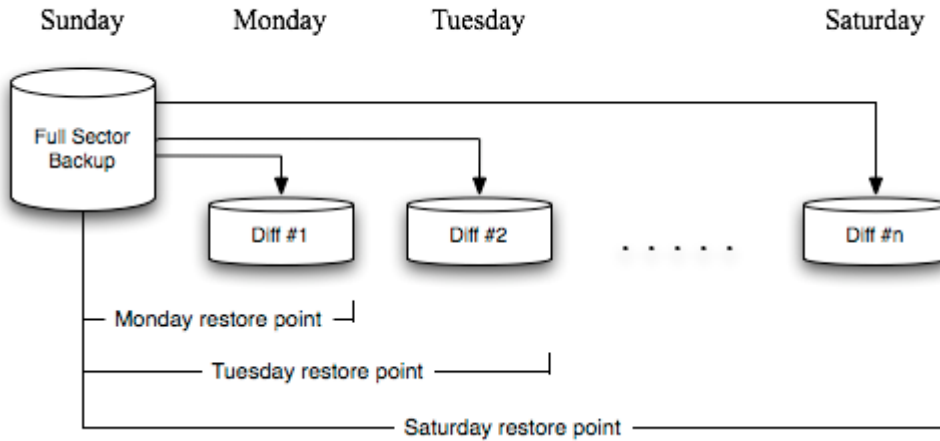 Sunday
Monday
Tuesday
Saturday
Full Sector
Backup
Diff #1
Diff #2
. . . . .
Diff #n
Monday restore point
Tuesday restore point
Saturday restore point